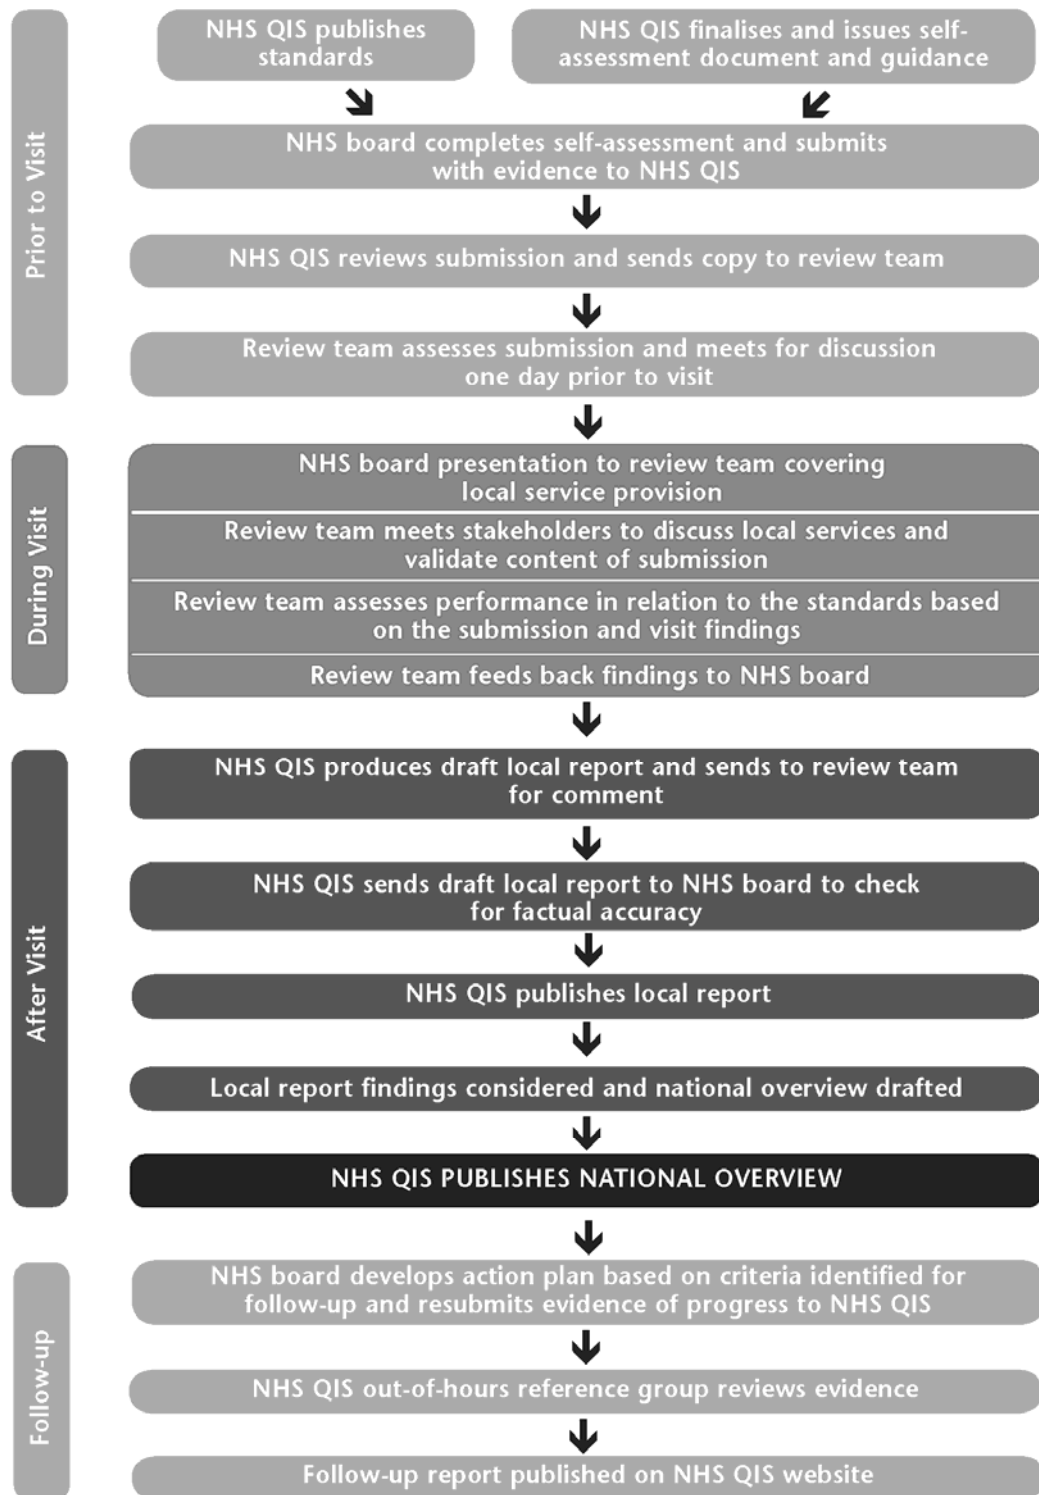 Prior to Visit
NHS QIS publishes
standards
NHS QIS finalises and issues self-
assessment document and guidance
NHS board completes self-assessment and submits
with evidence to NHS QIS
NHS QIS reviews submission and sends copy to review team
Review team assesses submission and meets for discussion
one day prior to visit
During Visit
NHS board presentation to review team covering
local service provision
Review team meets stakeholders to discuss local services and
validate content of submission
Review team assesses performance in relation to the standards based
on the submission and visit findings
Review team feeds back findings to NHS board
After Visit
NHS QIS produces draft local report and sends to review team
for comment
NHS QIS sends draft local report to NHS board to check
for factual accuracy
NHS QIS publishes local report
Local report findings considered and national overview drafted
NHS QIS PUBLISHES NATIONAL OVERVIEW
Follow-up
NHS board develops action plan based on criteria identified for
follow-up and resubmits evidence of progress to NHS QIS
NHS QIS out-of-hours reference group reviews evidence
Follow-up report published on NHS QIS website